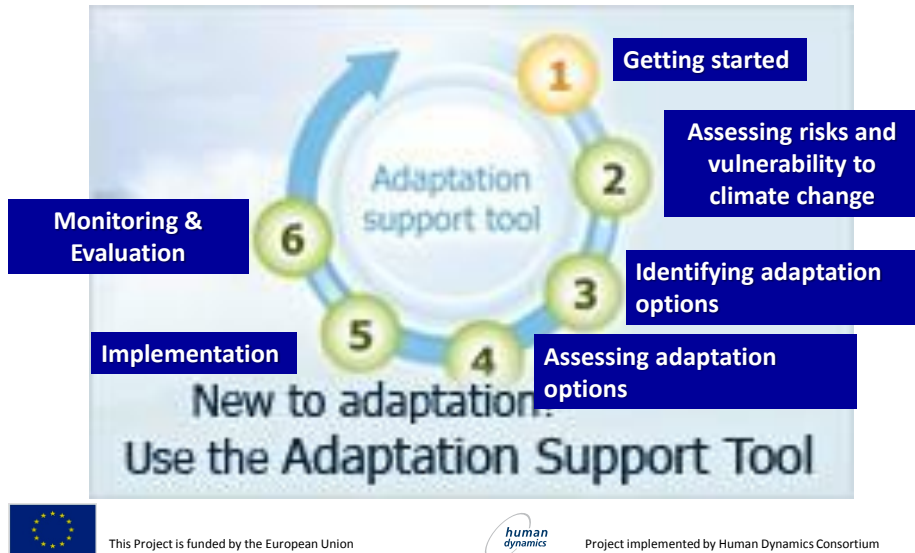 1
Getting started
2
Assessing risks and
vulnerability to
climate change
Adaptation
support tool
Monitoring &
Evaluation
6
3
Identifying adaptation
options
5
Implementation
4
Assessing adaptation
options
New to adaptation?
Use the Adaptation Support Tool
This Project is funded by the European Union
human
dynamics
Project implemented by Human Dynamics Consortium